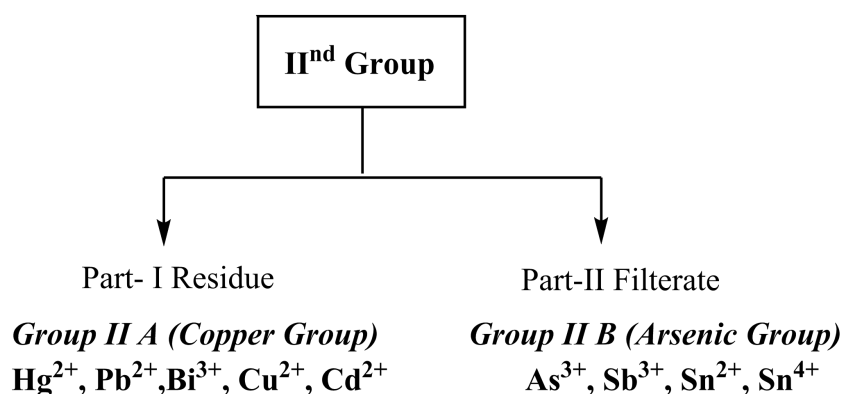 IIⁿᵈ Group
Part- I Residue
Part-II Filterate
Group II A (Copper Group)
Group II B (Arsenic Group)
Hg²⁺, Pb²⁺,Bi³⁺, Cu²⁺, Cd²⁺
As³⁺, Sb³⁺, Sn²⁺, Sn⁴⁺